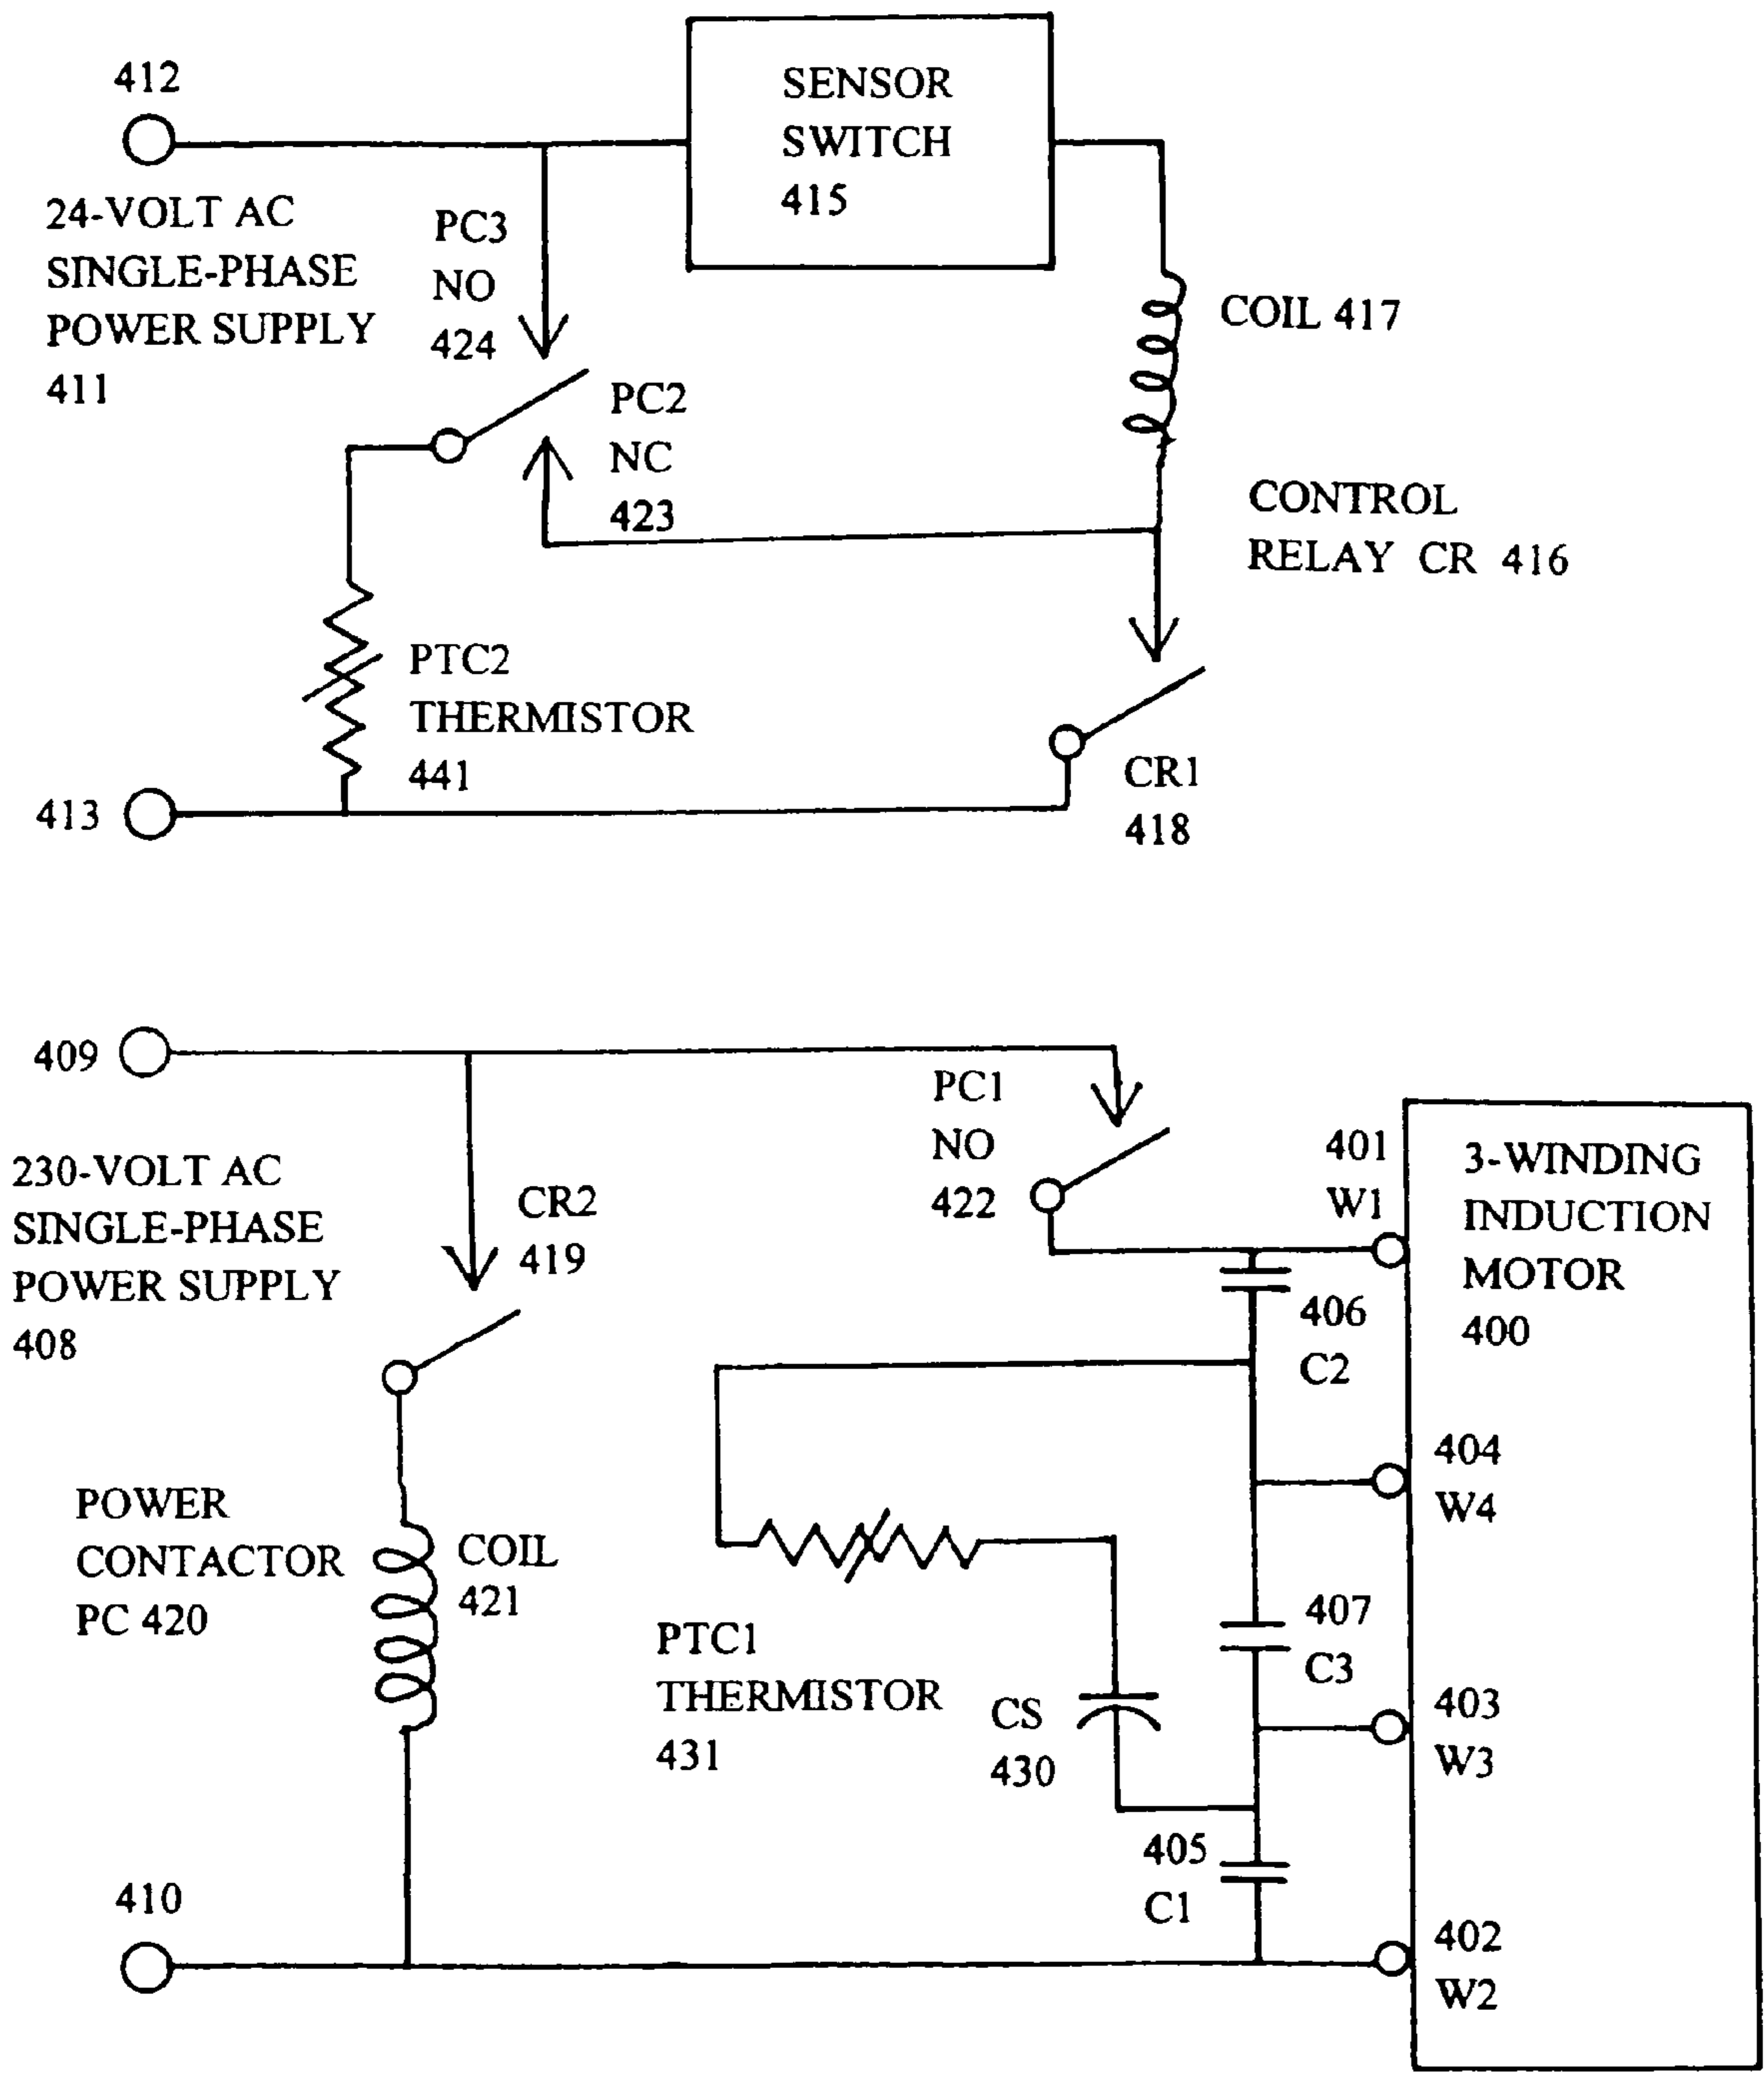 412
SENSOR
SWITCH
415
24-VOLT AC
SINGLE-PHASE
POWER SUPPLY
411
PC3
NO
424
COIL 417
PC2
NC
423
CONTROL
RELAY CR 416
PTC2
THERMISTOR
441
413
CR1
418
409
PC1
NO
422
230-VOLT AC
SINGLE-PHASE
POWER SUPPLY
408
CR2
419
401
W1
3-WINDING
INDUCTION
MOTOR
400
406
C2
404
W4
POWER
CONTACTOR
PC 420
COIL
421
PTC1
THERMISTOR
431
407
C3
CS
430
403
W3
405
C1
410
402
W2